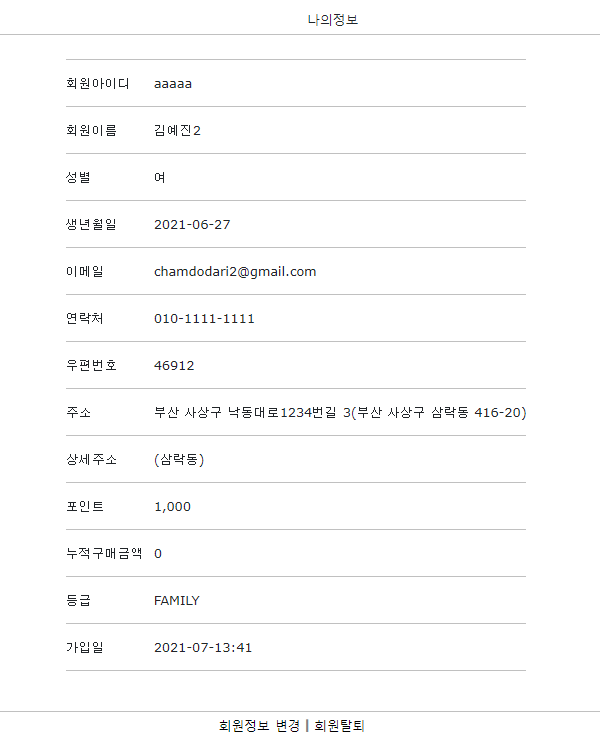 나의정보
회원아이디 aaaaa
회원이름 김예진2
성별 여
생년월일 2021-06-27
이메일 chamdodari2@gmail.com
연락처 010-1111-1111
우편번호 46912
주소 부산 사상구 낙동대로1234번길 3(부산 사상구 삼락동 416-20)
상세주소 (삼락동)
포인트 1,000
누적구매금액 0
등급 FAMILY
가입일 2021-07-13:41
회원정보 변경 | 회원탈퇴